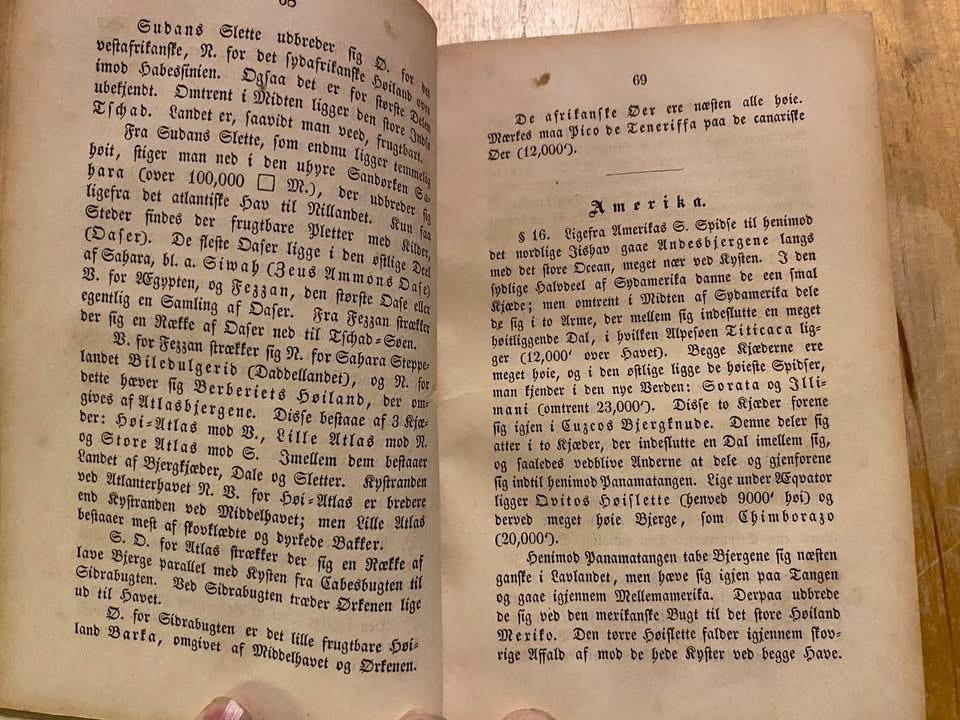 68
Sudans Slette udbreder sig Ø. for det
vestafrikanske, N. for det sydafrikanske Høiland over
imod Habessinien. Ogsaa det er for største Delen
ubekjendt. Omtrent i Midten ligger den store Indsø
Tschad. Landet er, saavidt man veed, frugtbart.
Fra Sudans Slette, som endnu ligger temmelig
høit, stiger man ned i den uhyre Sandørken Sa-
hara (over 100,000 □ M.), der udbreder sig
ligefra det atlantiske Hav til Nillandet. Kun faa
Steder findes der frugtbare Pletter med Kilder,
(Oaser). De fleste Oaser ligge i den østlige Deel
af Sahara, bl. a. Siwah (Zeus Ammons Oase)
V. for Ægypten, og Fezzan, den største Oase eller
egentlig en Samling af Oaser. Fra Fezzan strækker
der sig en Række af Oaser ned til Tschad-Søen.
V. for Fezzan strækker sig N. for Sahara Steppe-
landet Biledulgerid (Daddellandet), og N. for
dette hæver sig Berberiets Høiland, der om-
gives af Atlasbjergene. Disse bestaae af 3 Kjæ-
der: Høi-Atlas mod V., Lille Atlas mod N.
og Store Atlas mod S. Imellem dem bestaaer
Landet af Bjergkjæder, Dale og Sletter. Kystranden
ved Atlanterhavet N. V. for Høi-Atlas er bredere
end Kystranden ved Middelhavet; men Lille Atlas
bestaaer mest af skovklædte og dyrkede Bakker.
S. O. for Atlas strækker der sig en Række af
lave Bjerge parallel med Kysten fra Cabesbugten til
Sidrabugten. Ved Sidrabugten træder Ørkenen lige
ud til Havet.
Ø. for Sidrabugten er det lille frugtbare Høi-
land Barka, omgivet af Middelhavet og Ørkenen.
69
De afrikanske Øer ere næsten alle høie.
Mærkes maa Pico de Teneriffa paa de canariske
Øer (12,000').
Amerika.
§ 16. Ligefra Amerikas S. Spidse til henimod
det nordlige Jishav gaae Andesbjergene langs
med det store Ocean, meget nær ved Kysten. I den
sydlige Halvdeel af Sydamerika danne de een smal
Kjæde; men omtrent i Midten af Sydamerika dele
de sig i to Arme, der mellem sig indeslutte en meget
høitliggende Dal, i hvilken Alpesøen Titicaca lig-
ger (12,000' over Havet). Begge Kjæderne ere
meget høie, og i den østlige ligge de høieste Spidser,
man kjender i den nye Verden: Sorata og Illi-
mani (omtrent 23,000'). Disse to Kjæder forene
sig igjen i Cuzcos Bjergknude. Denne deler sig
atter i to Kjæder, der indeslutte en Dal imellem sig,
og saaledes vedblive Anderne at dele og gjenforene
sig indtil henimod Panamatangen. Lige under Æqvator
ligger Qvitos Høislette (henved 9000' høi) og
derved meget høie Bjerge, som Chimborazo
(20,000').
Henimod Panamatangen tabe Bjergene sig næsten
ganske i Lavlandet, men hæve sig igjen paa Tangen
og gaae igjennem Mellemamerika. Derpaa udbrede
de sig ved den mexikanske Bugt til det store Høiland
Mexiko. Den tørre Høislette falder igjennem skov-
rige Affald af mod de hede Kyster ved begge Have.